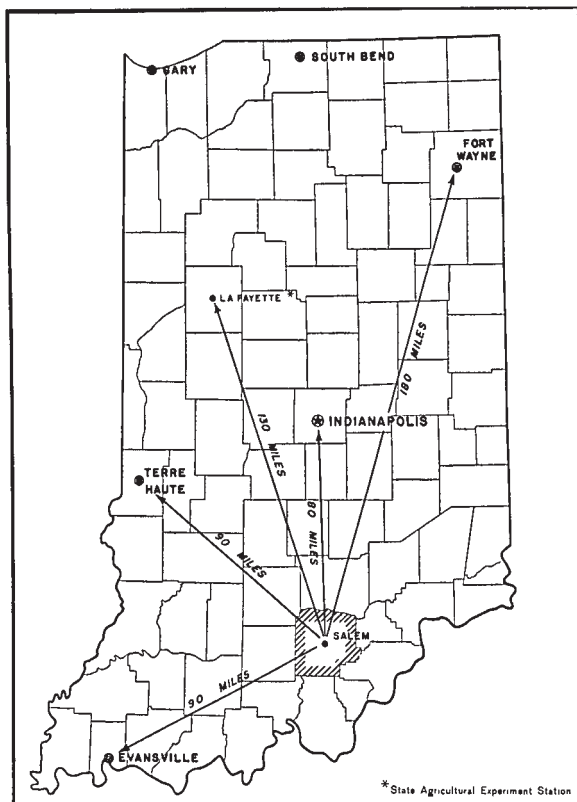 SOUTH BEND
GARY
FORT
WAYNE
LA FAYETTE *
180 MILES
130 MILES
INDIANAPOLIS
TERRE
HAUTE
80 MILES
90 MILES
SALEM
90 MILES
EVANSVILLE
*State Agricultural Experiment Station